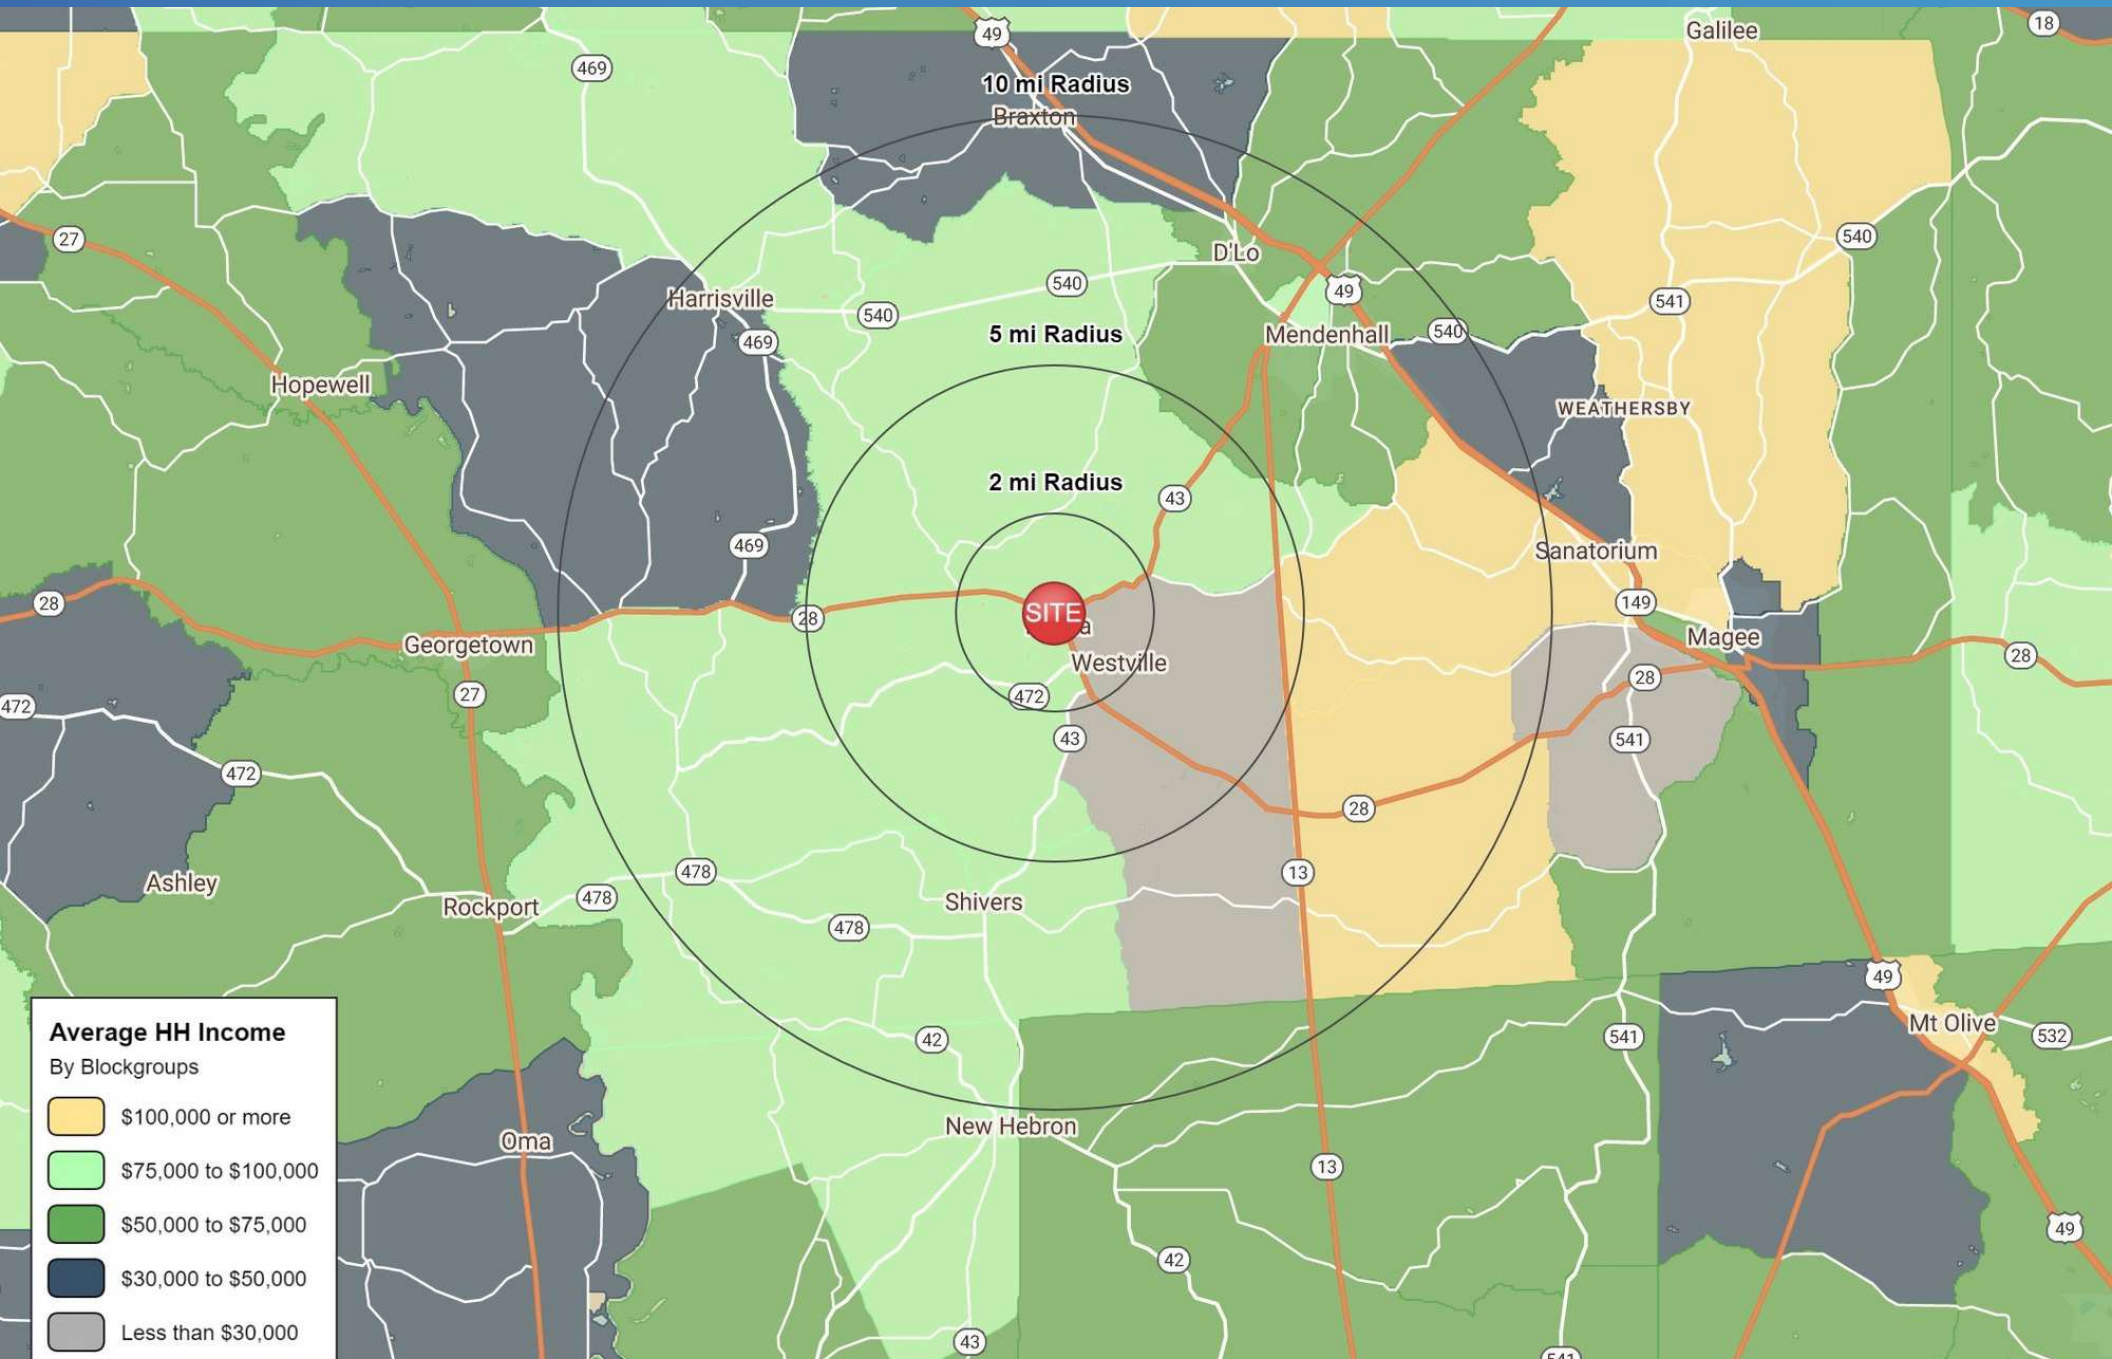 Galilee
18
49
469
10 mi Radius
Braxton
27
540
D'Lo
540
49
541
Harrisville
540
5 mi Radius
Mendenhall
540
469
Hopewell
WEATHERSBY
2 mi Radius
43
469
Sanatorium
28
149
28
SITE
Georgetown
Westville
Magee
28
27
472
28
472
43
541
472
28
478
13
Ashley
478
Shivers
Rockport
478
49
Mt Olive
532
541
42
New Hebron
Oma
13
49
42
43
Average HH Income
By Blockgroups
$100,000 or more
$75,000 to $100,000
$50,000 to $75,000
$30,000 to $50,000
Less than $30,000